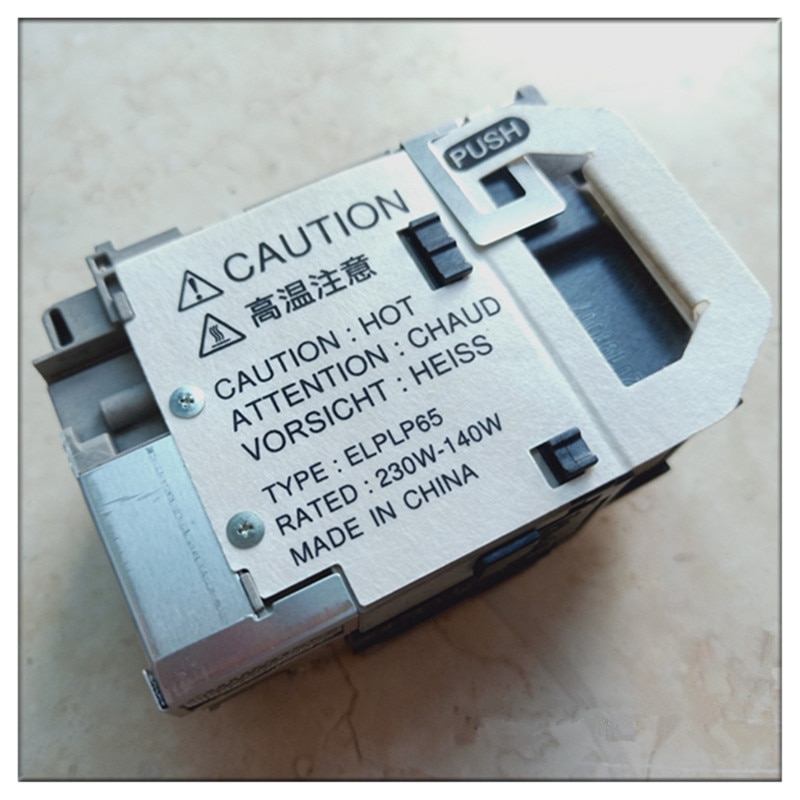 PUSH
CAUTION
高温注意
CAUTION : HOT
ATTENTION : CHAUD
VORSICHT : HEISS
TYPE : ELPLP65
RATED : 230W-140W
MADE IN CHINA